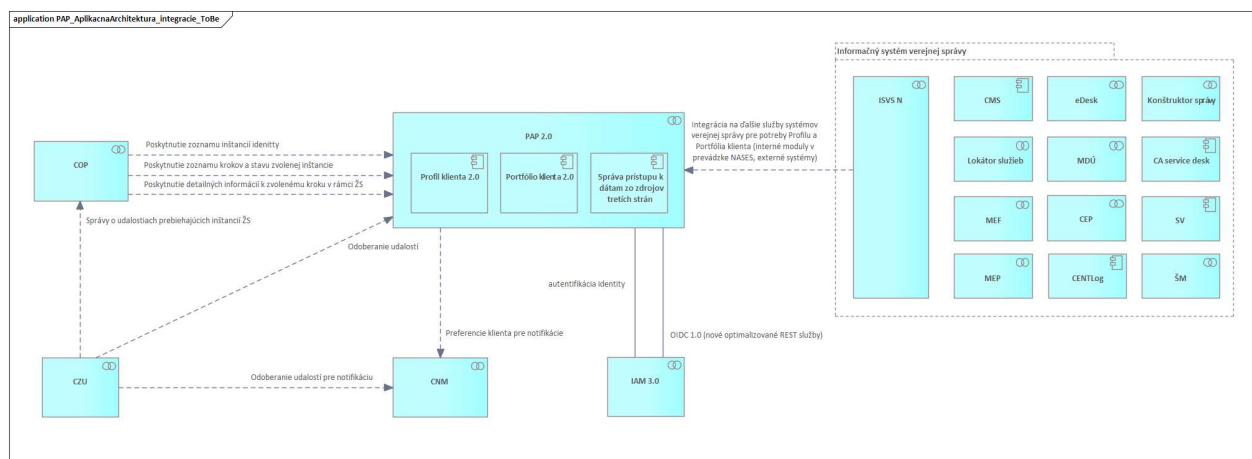 application PAP_AplikacnaArchitektura_integracie_ToBe
Informačný systém verejnej správy
ISVS N
CMS
eDesk
Konštruktor správy
Lokátor služieb
MDÚ
CA service desk
MEF
CEP
SV
MEP
CENTLog
ŠM
Integrácia na ďalšie služby systémov
verejnej správy pre potreby Profilu a
Portfólia klienta (interné moduly v
prevádzke NASES, externé systémy)
PAP 2.0
Profil klienta 2.0
Portfólio klienta 2.0
Správa prístupu k
dátam zo zdrojov
tretích strán
COP
Poskytnutie zoznamu inštancií idenitty
Poskytnutie zoznamu krokov a stavu zvolenej inštancie
Poskytnutie detailných informácií k zvolenému kroku v rámci ŽS
Správy o udalostiach prebiehajúcich inštancií ŽS
Odoberanie udalostí
autentifikácia identity
Preferencie klienta pre notifikácie
OIDC 1.0 (nové optimalizované REST služby)
CZU
Odoberanie udalostí pre notifikáciu
CNM
IAM 3.0